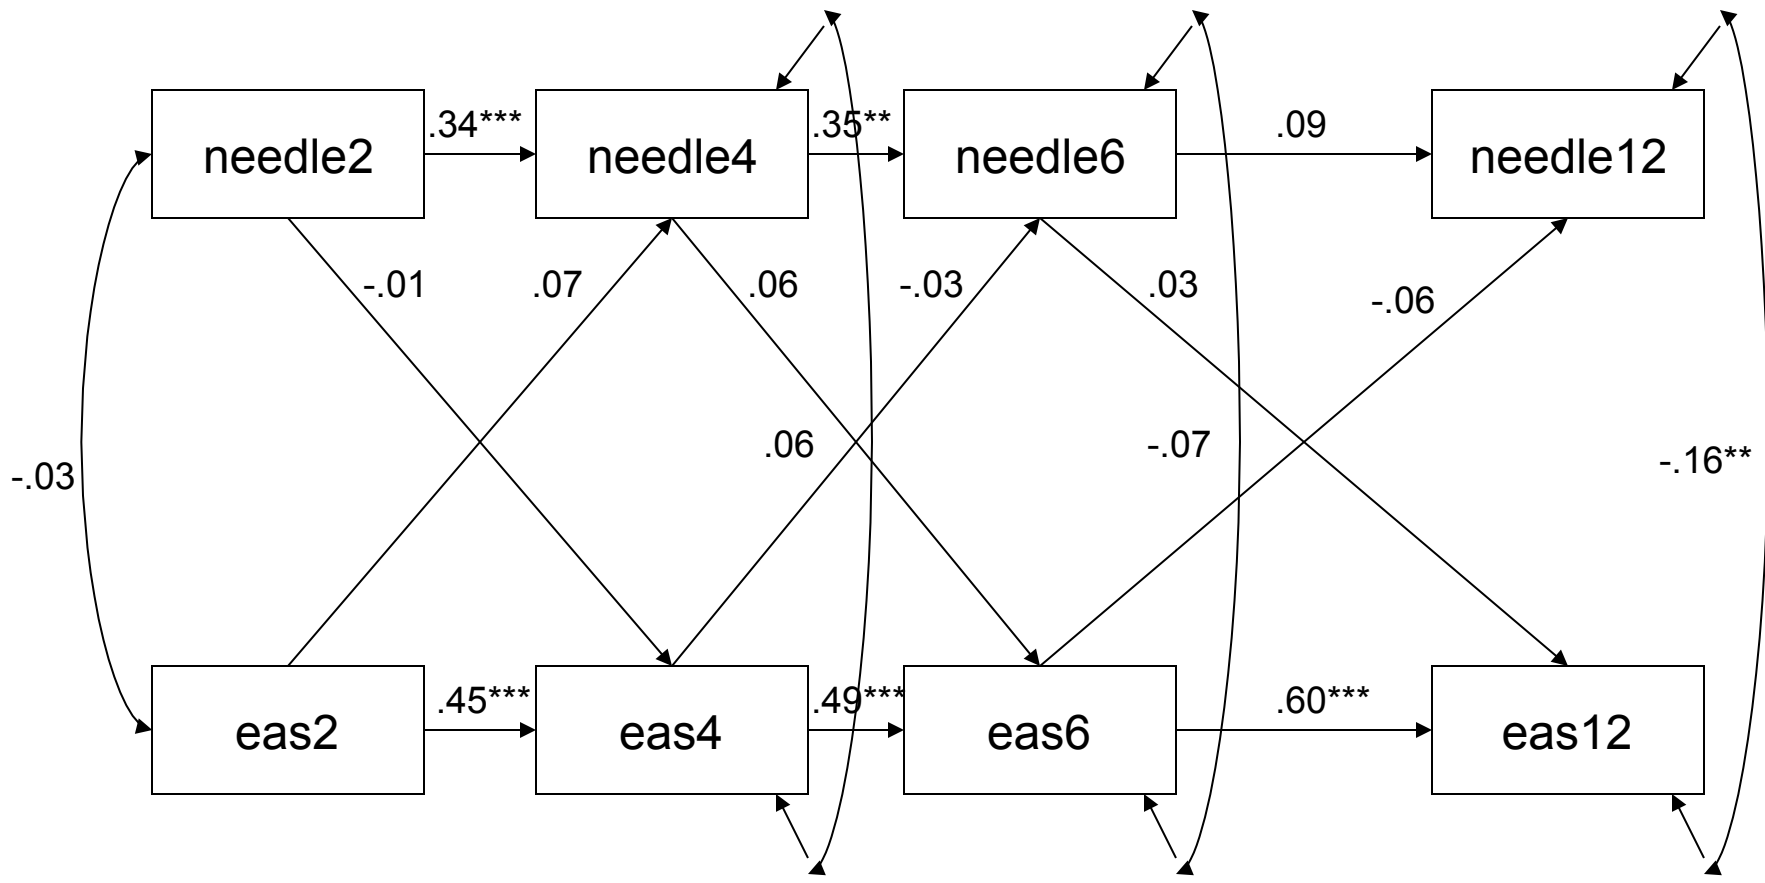 .34***
.35**
.09
needle2
needle4
needle6
needle12
-.01
.07
.06
-.03
.03
-.06
-.03
.06
-.07
-.16**
.45***
.49***
.60***
eas2
eas4
eas6
eas12